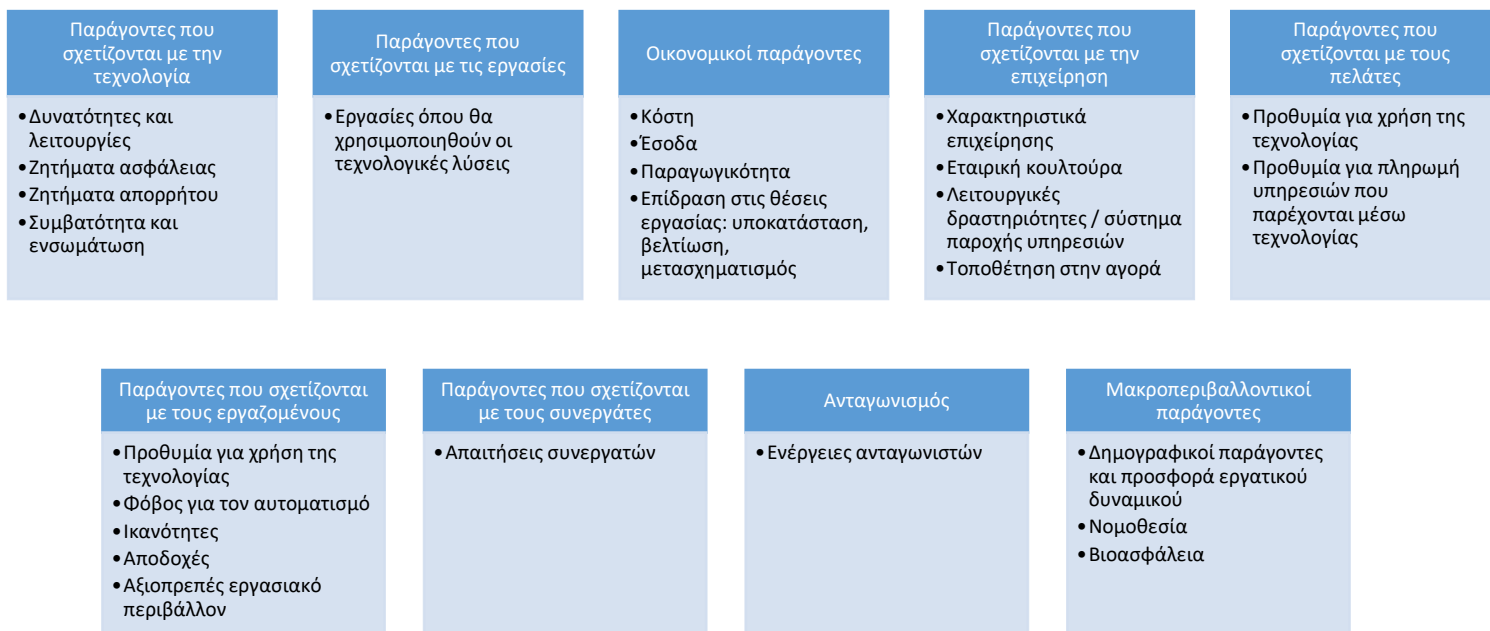 Παράγοντες που
σχετίζονται με την
τεχνολογία
•Δυνατότητες και
λειτουργίες
•Ζητήματα ασφάλειας
•Ζητήματα απορρήτου
•Συμβατότητα και
ενσωμάτωση
Παράγοντες που
σχετίζονται με τις εργασίες
•Εργασίες όπου θα
χρησιμοποιηθούν οι
τεχνολογικές λύσεις
Οικονομικοί παράγοντες
•Κόστη
•Έσοδα
•Παραγωγικότητα
•Επίδραση στις θέσεις
εργασίας: υποκατάσταση,
βελτίωση,
μετασχηματισμός
Παράγοντες που
σχετίζονται με την
επιχείρηση
•Χαρακτηριστικά
επιχείρησης
•Εταιρική κουλτούρα
•Λειτουργικές
δραστηριότητες / σύστημα
παροχής υπηρεσιών
•Τοποθέτηση στην αγορά
Παράγοντες που
σχετίζονται με τους
πελάτες
•Προθυμία για χρήση της
τεχνολογίας
•Προθυμία για πληρωμή
υπηρεσιών που
παρέχονται μέσω
τεχνολογίας
Παράγοντες που σχετίζονται
με τους εργαζομένους
•Προθυμία για χρήση της
τεχνολογίας
•Φόβος για τον αυτοματισμό
•Ικανότητες
•Αποδοχές
•Αξιοπρεπές εργασιακό
περιβάλλον
Παράγοντες που σχετίζονται
με τους συνεργάτες
•Απαιτήσεις συνεργατών
Ανταγωνισμός
•Ενέργειες ανταγωνιστών
Μακροπεριβαλλοντικοί
παράγοντες
•Δημογραφικοί παράγοντες
και προσφορά εργατικού
δυναμικού
•Νομοθεσία
•Βιοασφάλεια